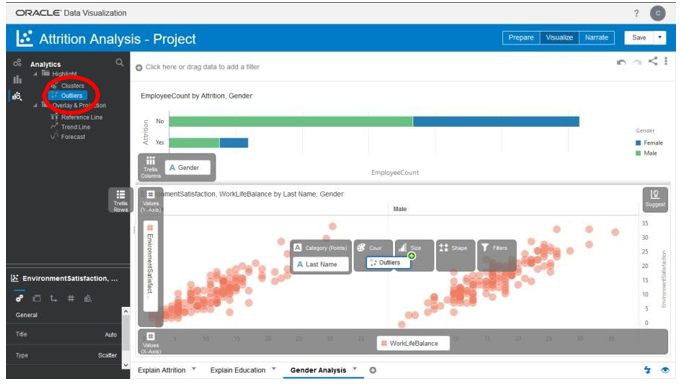 ORACLE® Data Visualization
?
C
Attrition Analysis - Project
Prepare
Visualize
Narrate
Save
Analytics
Highlight
Clusters
Outliers
Overlay & Prediction
Reference Line
Trend Line
Forecast
Click here or drag data to add a filter
EmployeeCount by Attrition, Gender
Attrition
No
Yes
EmployeeCount
Gender
Female
Male
Trellis
Columns
A Gender
Trellis
Rows
Values
(Y-Axis)
EnvironmentSatisfaction, WorkLifeBalance by Last Name, Gender
Male
Suggest
# EnvironmentSatisfact...
A Category (Points)
A Last Name
Color
Size
Shape
Filters
Outliers
35
30
25
20
15
10
5
0
EnvironmentSatisfaction
Values
(X-Axis)
# WorkLifeBalance
EnvironmentSatisfaction, ...
General
Title
Auto
Type
Scatter
Explain Attrition
Explain Education
Gender Analysis